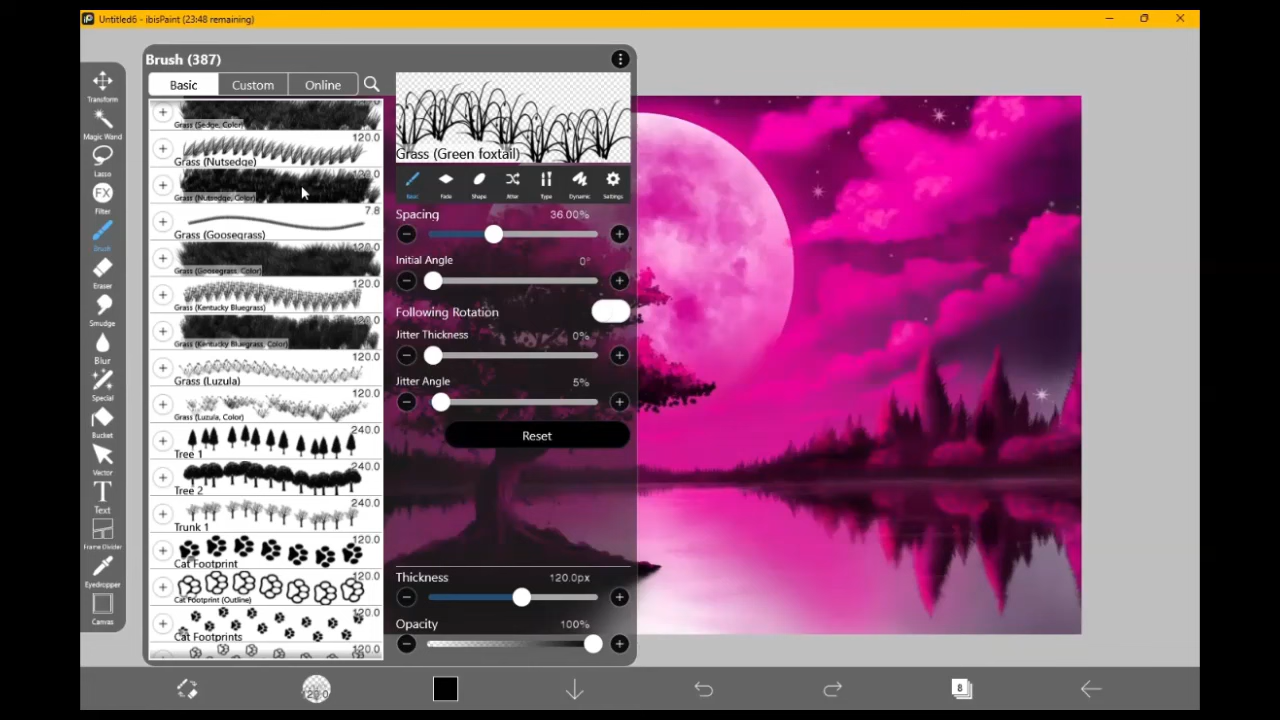 Untitled6 - ibisPaint (23:48 remaining)
Brush (387)
Basic
Custom
Online
120.0
Grass (Sedge, Color)
120.0
Grass (Nutsedge)
120.0
Grass (Nutsedge, Color)
7.8
Grass (Goosegrass)
120.0
Grass (Goosegrass, Color)
120.0
Grass (Kentucky Bluegrass)
120.0
Grass (Kentucky Bluegrass, Color)
120.0
Grass (Luzula)
120.0
Grass (Luzula, Color)
240.0
Tree 1
240.0
Tree 2
240.0
Trunk 1
120.0
Cat Footprint
120.0
Cat Footprint (Outline)
120.0
Cat Footprints
120.0
Grass (Green foxtail)
Basic
Fade
Shape
Jitter
Type
Dynamic
Settings
Spacing 36.00%
Initial Angle 0°
Following Rotation
Jitter Thickness 0%
Jitter Angle 5%
Reset
Thickness 120.0px
Opacity 100%
Transform
Magic Wand
Lasso
FX
Filter
Brush
Eraser
Smudge
Blur
Special
Bucket
Vector
T
Text
Frame Divider
Eyedropper
Canvas
120.0
8